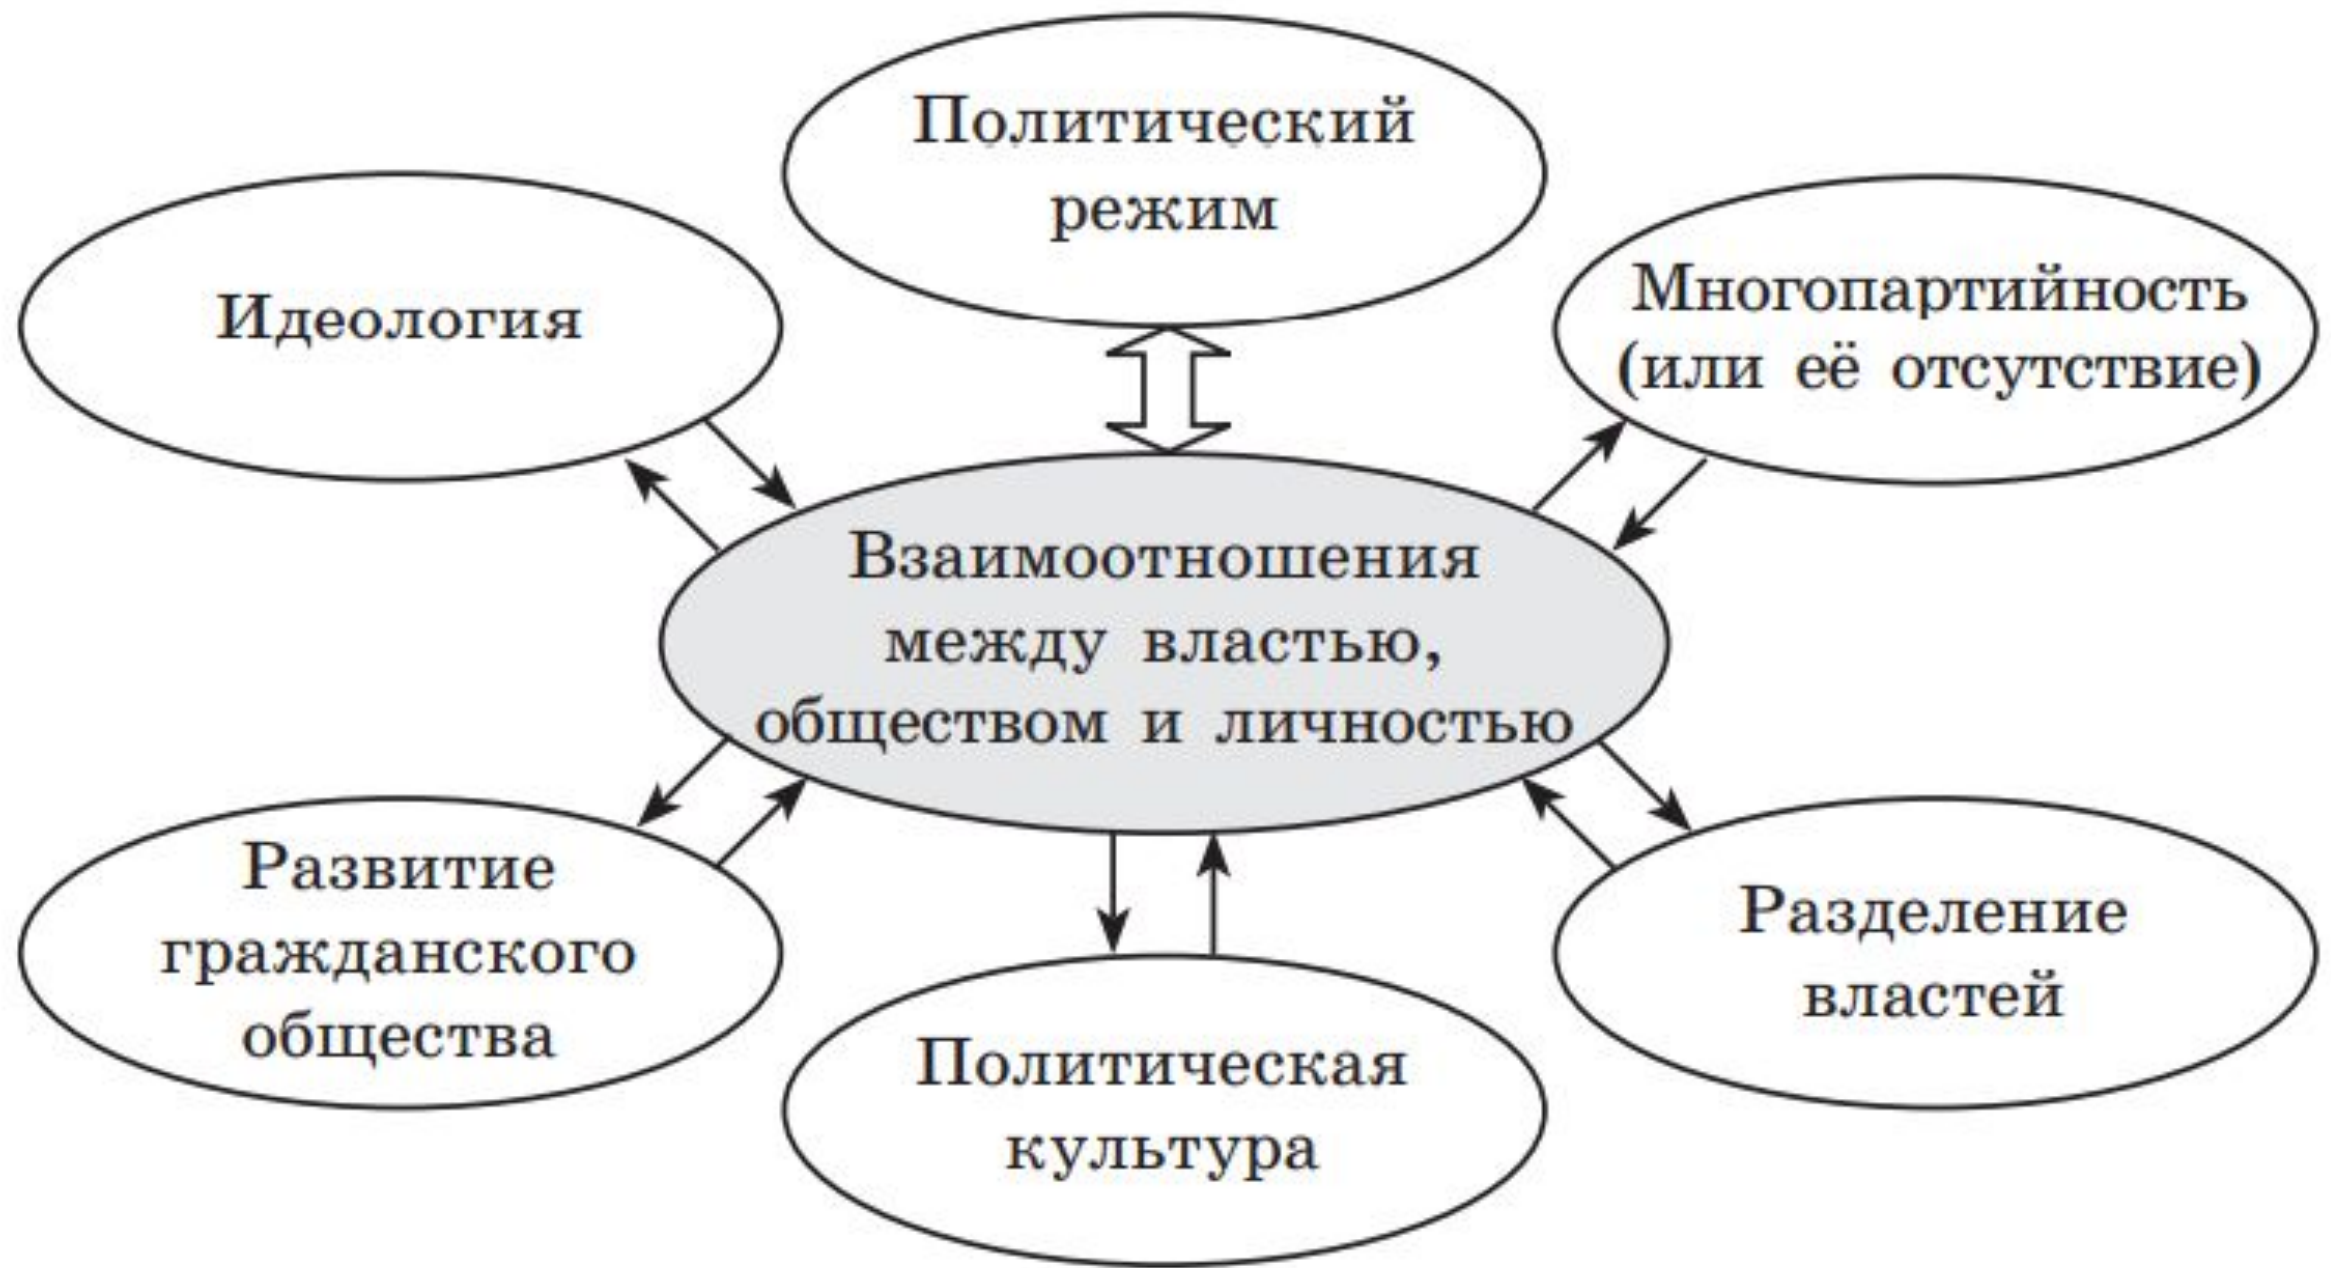 Политический
режим
Идеология
Многопартийность
(или её отсутствие)
Взаимоотношения
между властью,
обществом и личностью
Развитие
гражданского
общества
Политическая
культура
Разделение
властей